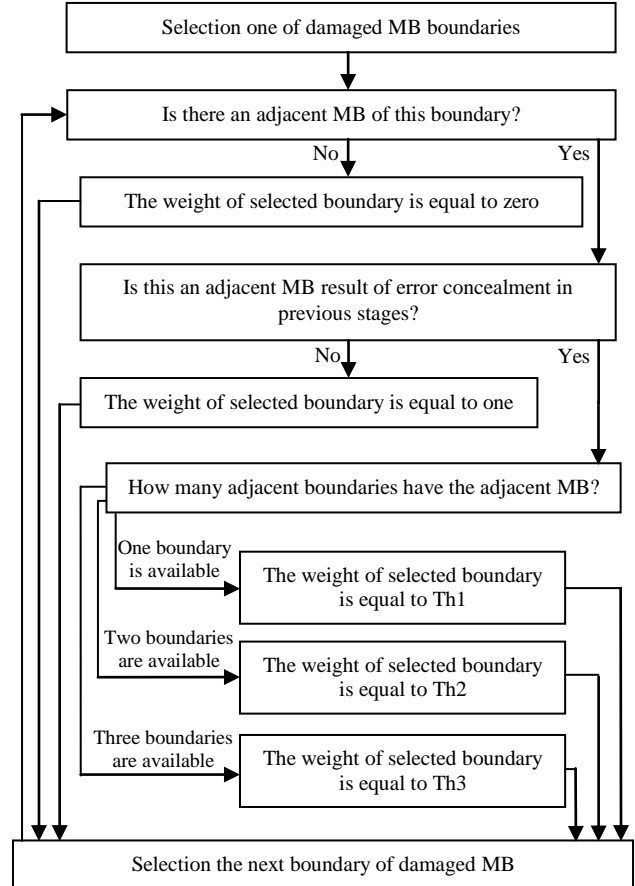 Selection one of damaged MB boundaries
Is there an adjacent MB of this boundary?
No
Yes
The weight of selected boundary is equal to zero
Is this an adjacent MB result of error concealment in
previous stages?
No
Yes
The weight of selected boundary is equal to one
How many adjacent boundaries have the adjacent MB?
One boundary
is available
The weight of selected boundary
is equal to Th1
Two boundaries
are available
The weight of selected boundary
is equal to Th2
Three boundaries
are available
The weight of selected boundary
is equal to Th3
Selection the next boundary of damaged MB